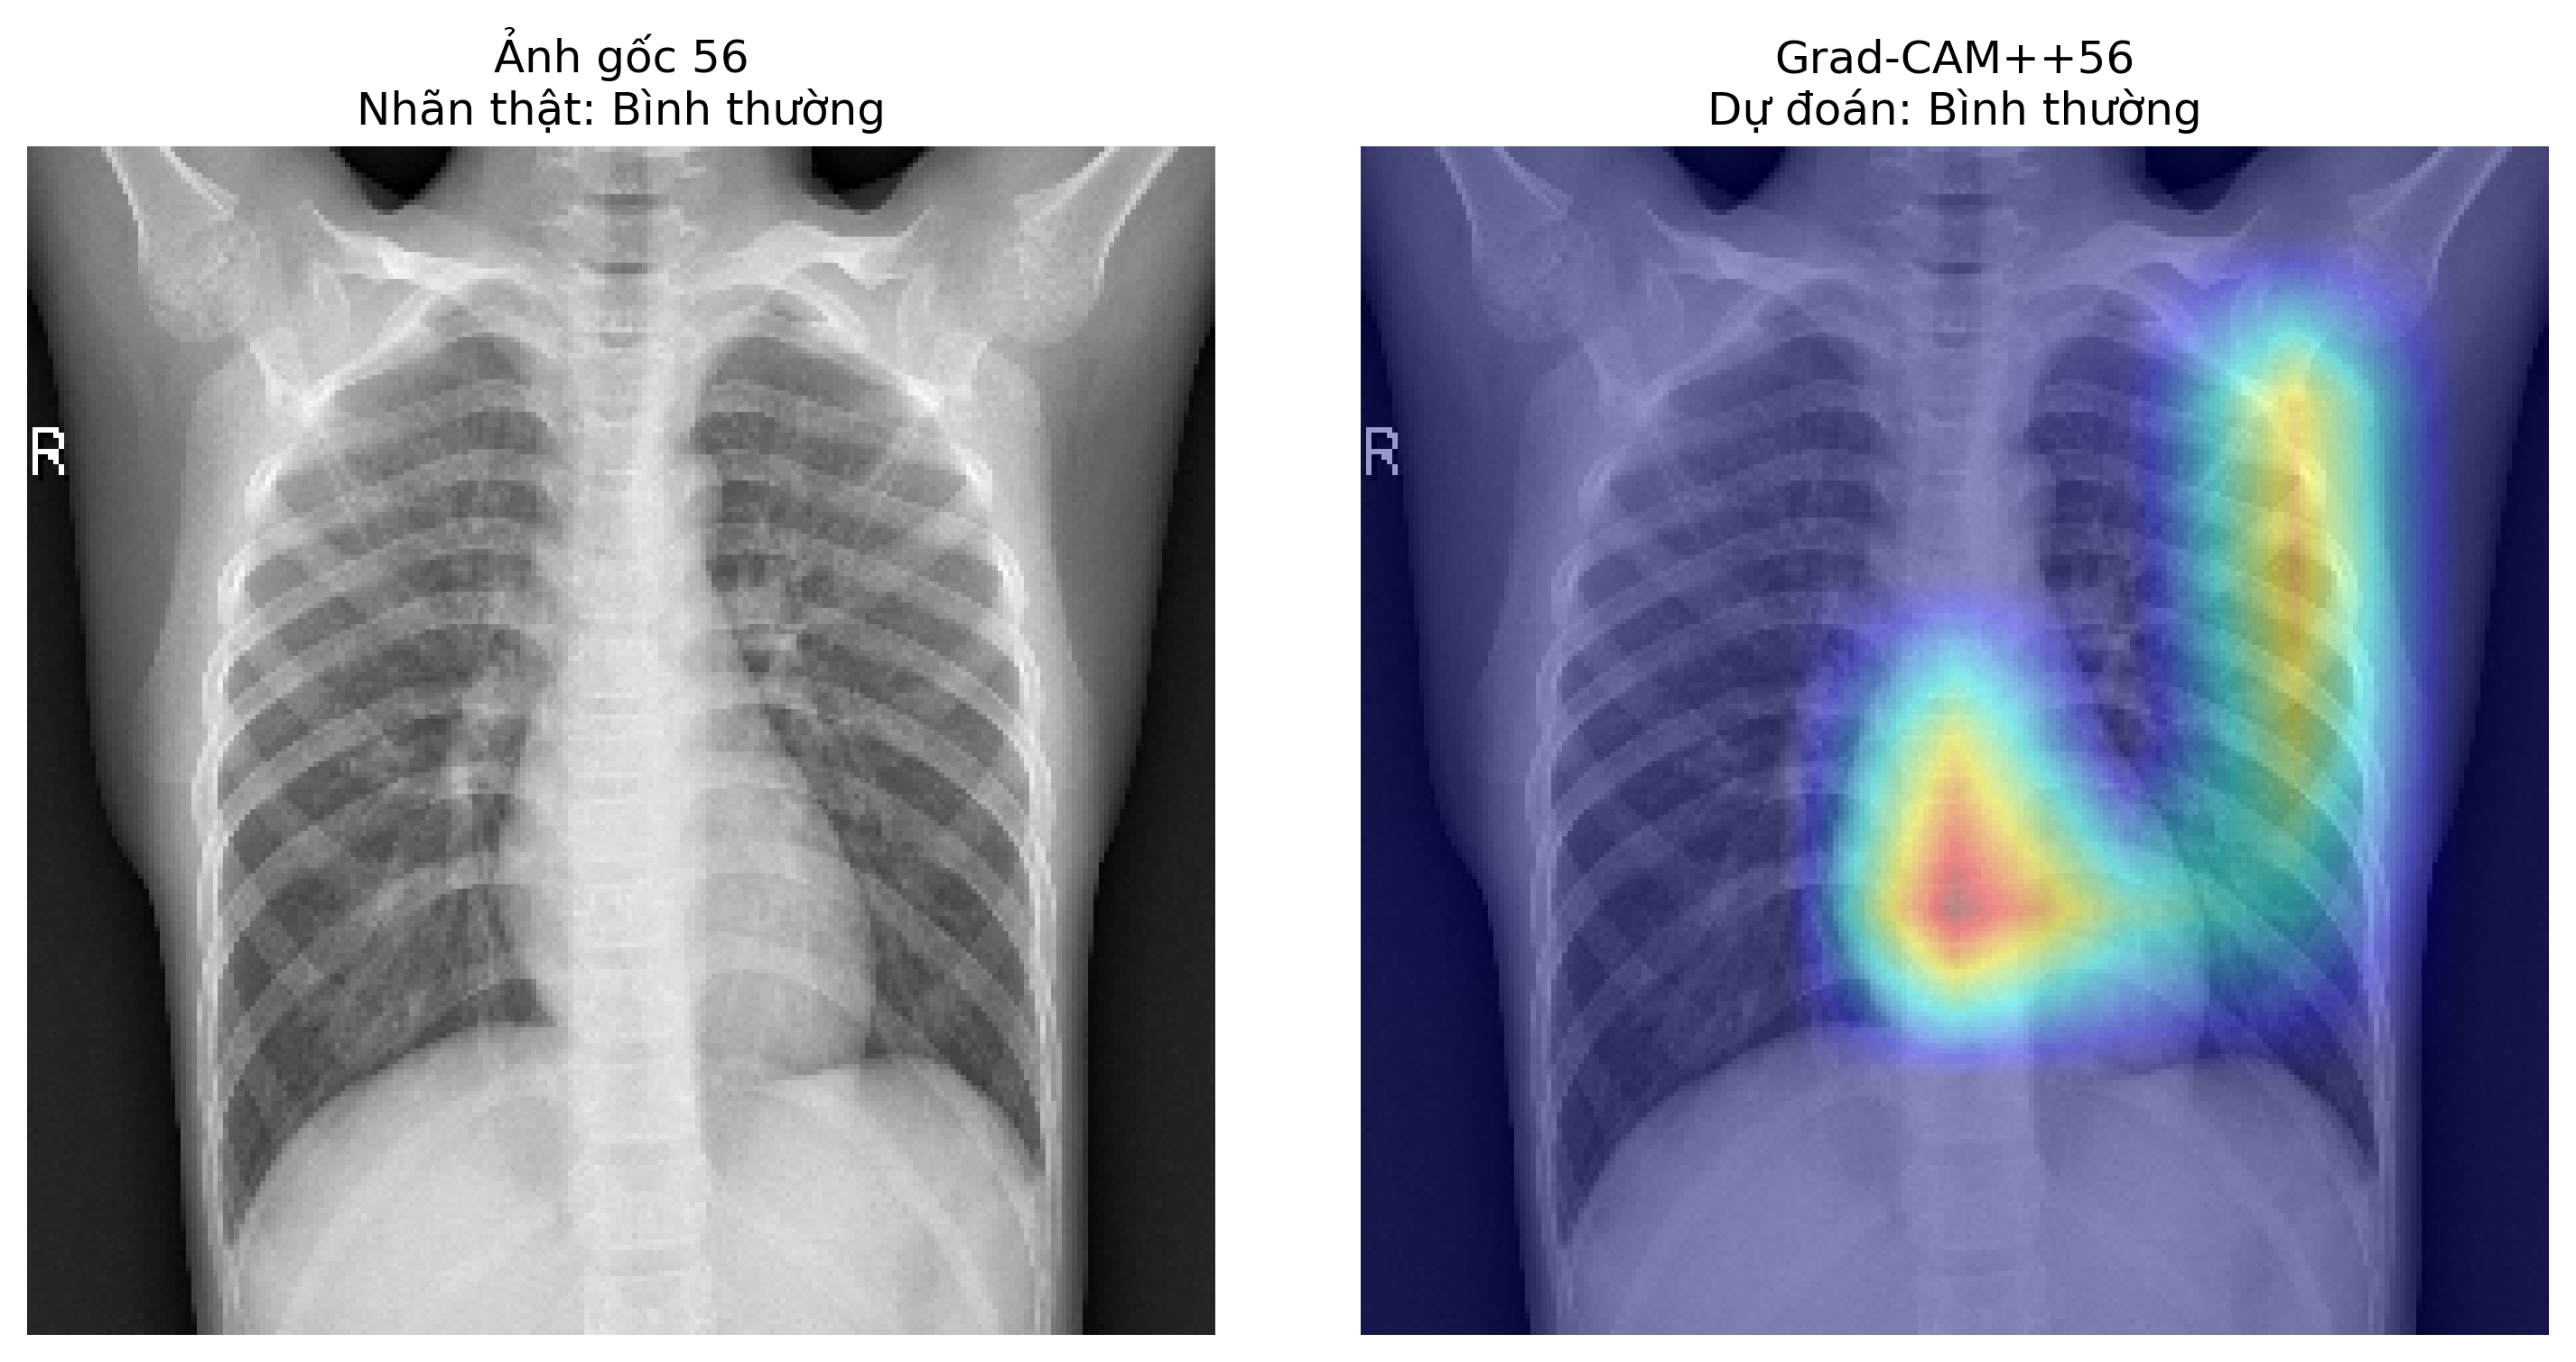 Ảnh gốc 56
Nhãn thật: Bình thường
Grad-CAM++56
Dự đoán: Bình thường
R
R